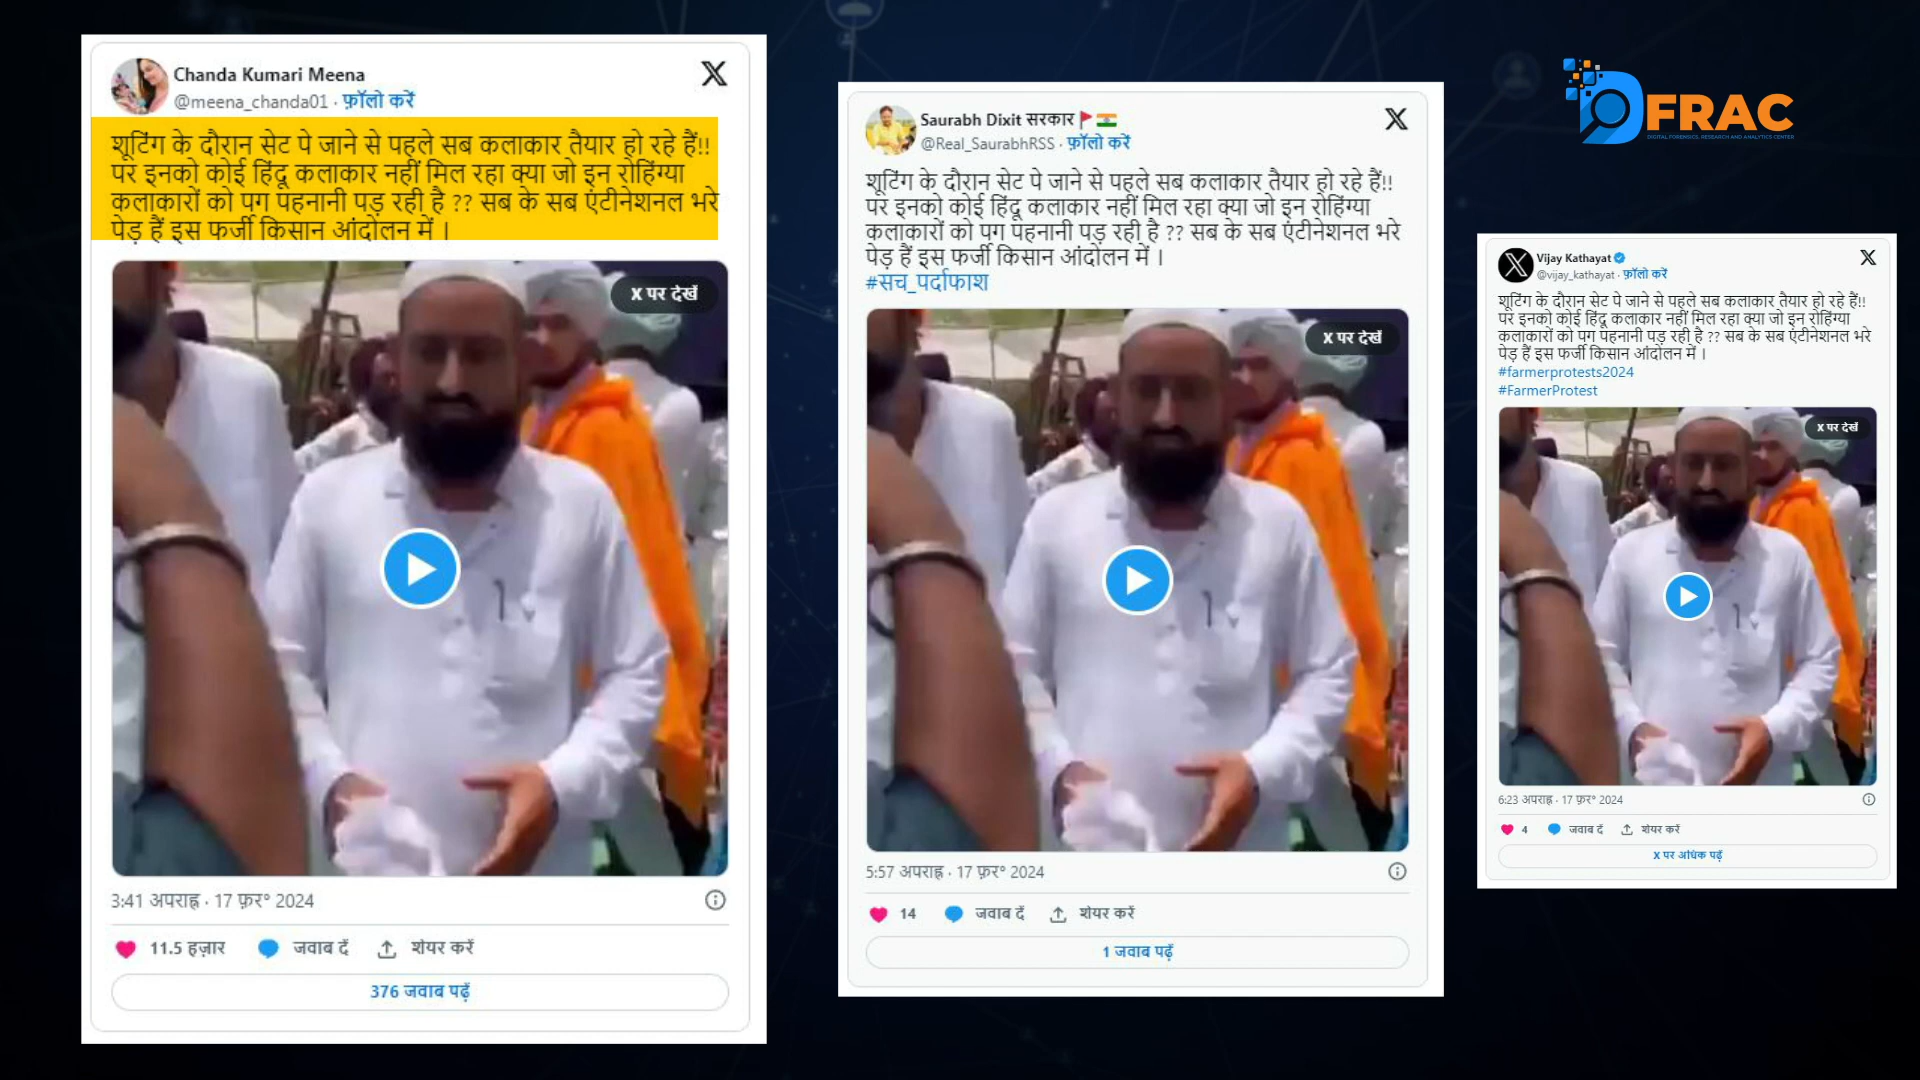 Chanda Kumari Meena
@meena_chanda01 · फ़ॉलो करें
शूटिंग के दौरान सेट पे जाने से पहले सब कलाकार तैयार हो रहे हैं!!
पर इनको कोई हिंदू कलाकार नहीं मिल रहा क्या जो इन रोहिंग्या
कलाकारों को पग पहनानी पड़ रही है ?? सब के सब एंटीनेशनल भरे
पेड़ हैं इस फर्जी किसान आंदोलन में ।
X पर देखें
3:41 अपराह्न · 17 फ़र॰ 2024
11.5 हज़ार
जवाब दें
शेयर करें
376 जवाब पढ़ें
Saurabh Dixit सरकार
@Real_SaurabhRSS · फ़ॉलो करें
शूटिंग के दौरान सेट पे जाने से पहले सब कलाकार तैयार हो रहे हैं!!
पर इनको कोई हिंदू कलाकार नहीं मिल रहा क्या जो इन रोहिंग्या
कलाकारों को पग पहनानी पड़ रही है ?? सब के सब एंटीनेशनल भरे
पेड़ हैं इस फर्जी किसान आंदोलन में ।
#सच_पर्दाफाश
X पर देखें
5:57 अपराह्न · 17 फ़र॰ 2024
14
जवाब दें
शेयर करें
1 जवाब पढ़ें
DFRAC
DIGITAL FORENSICS, RESEARCH AND ANALYTICS CENTER
Vijay Kathayat
@vijay_kathayat · फ़ॉलो करें
शूटिंग के दौरान सेट पे जाने से पहले सब कलाकार तैयार हो रहे हैं!!
पर इनको कोई हिंदू कलाकार नहीं मिल रहा क्या जो इन रोहिंग्या
कलाकारों को पग पहनानी पड़ रही है ?? सब के सब एंटीनेशनल भरे
पेड़ हैं इस फर्जी किसान आंदोलन में ।
#farmerprotests2024
#FarmerProtest
X पर देखें
6:23 अपराह्न · 17 फ़र॰ 2024
4
जवाब दें
शेयर करें
X पर अधिक पढ़ें